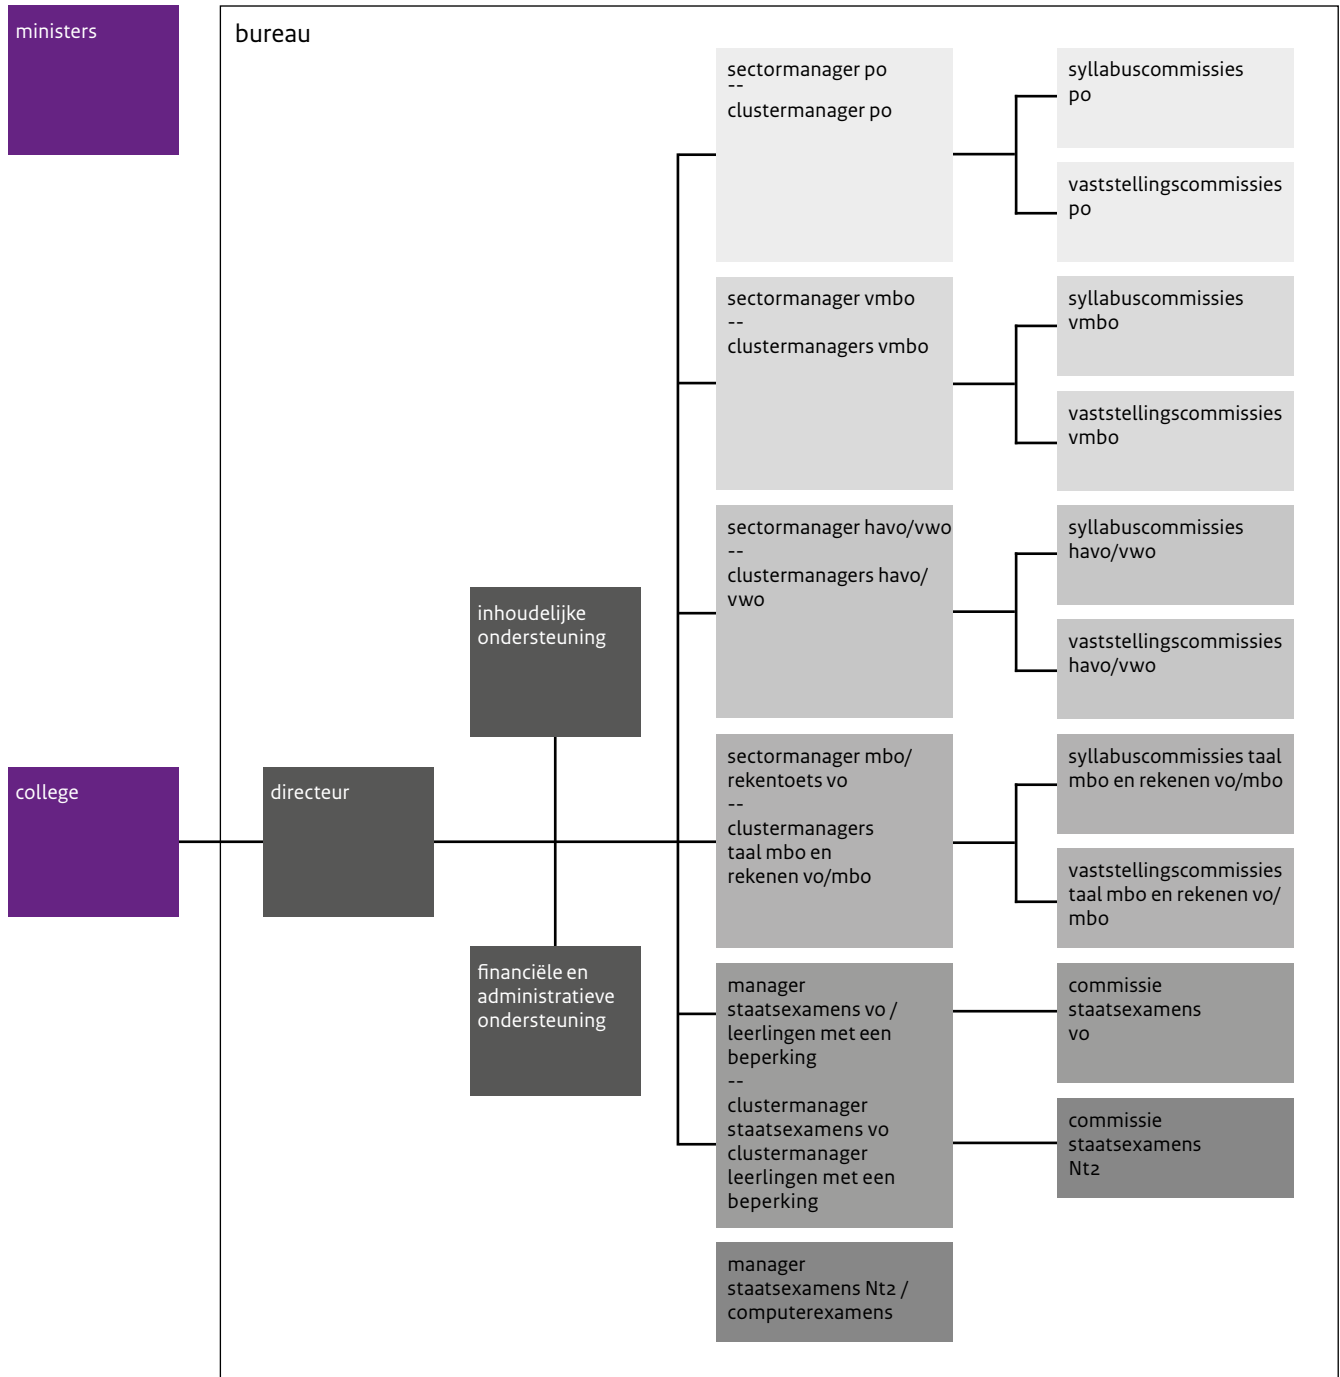 ministers
bureau
sectormanager po
--
clustermanager po
syllabuscommissies
po
vaststellingscommissies
po
sectormanager vmbo
--
clustermanagers vmbo
syllabuscommissies
vmbo
vaststellingscommissies
vmbo
sectormanager havo/vwo
--
clustermanagers havo/
vwo
syllabuscommissies
havo/vwo
vaststellingscommissies
havo/vwo
inhoudelijke
ondersteuning
college
directeur
sectormanager mbo/
rekentoets vo
--
clustermanagers
taal mbo en
rekenen vo/mbo
syllabuscommissies taal
mbo en rekenen vo/mbo
vaststellingscommissies
taal mbo en rekenen vo/
mbo
financiële en
administratieve
ondersteuning
manager
staatsexamens vo /
leerlingen met een
beperking
--
clustermanager
staatsexamens vo
clustermanager
leerlingen met een
beperking
commissie
staatsexamens
vo
commissie
staatsexamens
Nt2
manager
staatsexamens Nt2 /
computerexamens